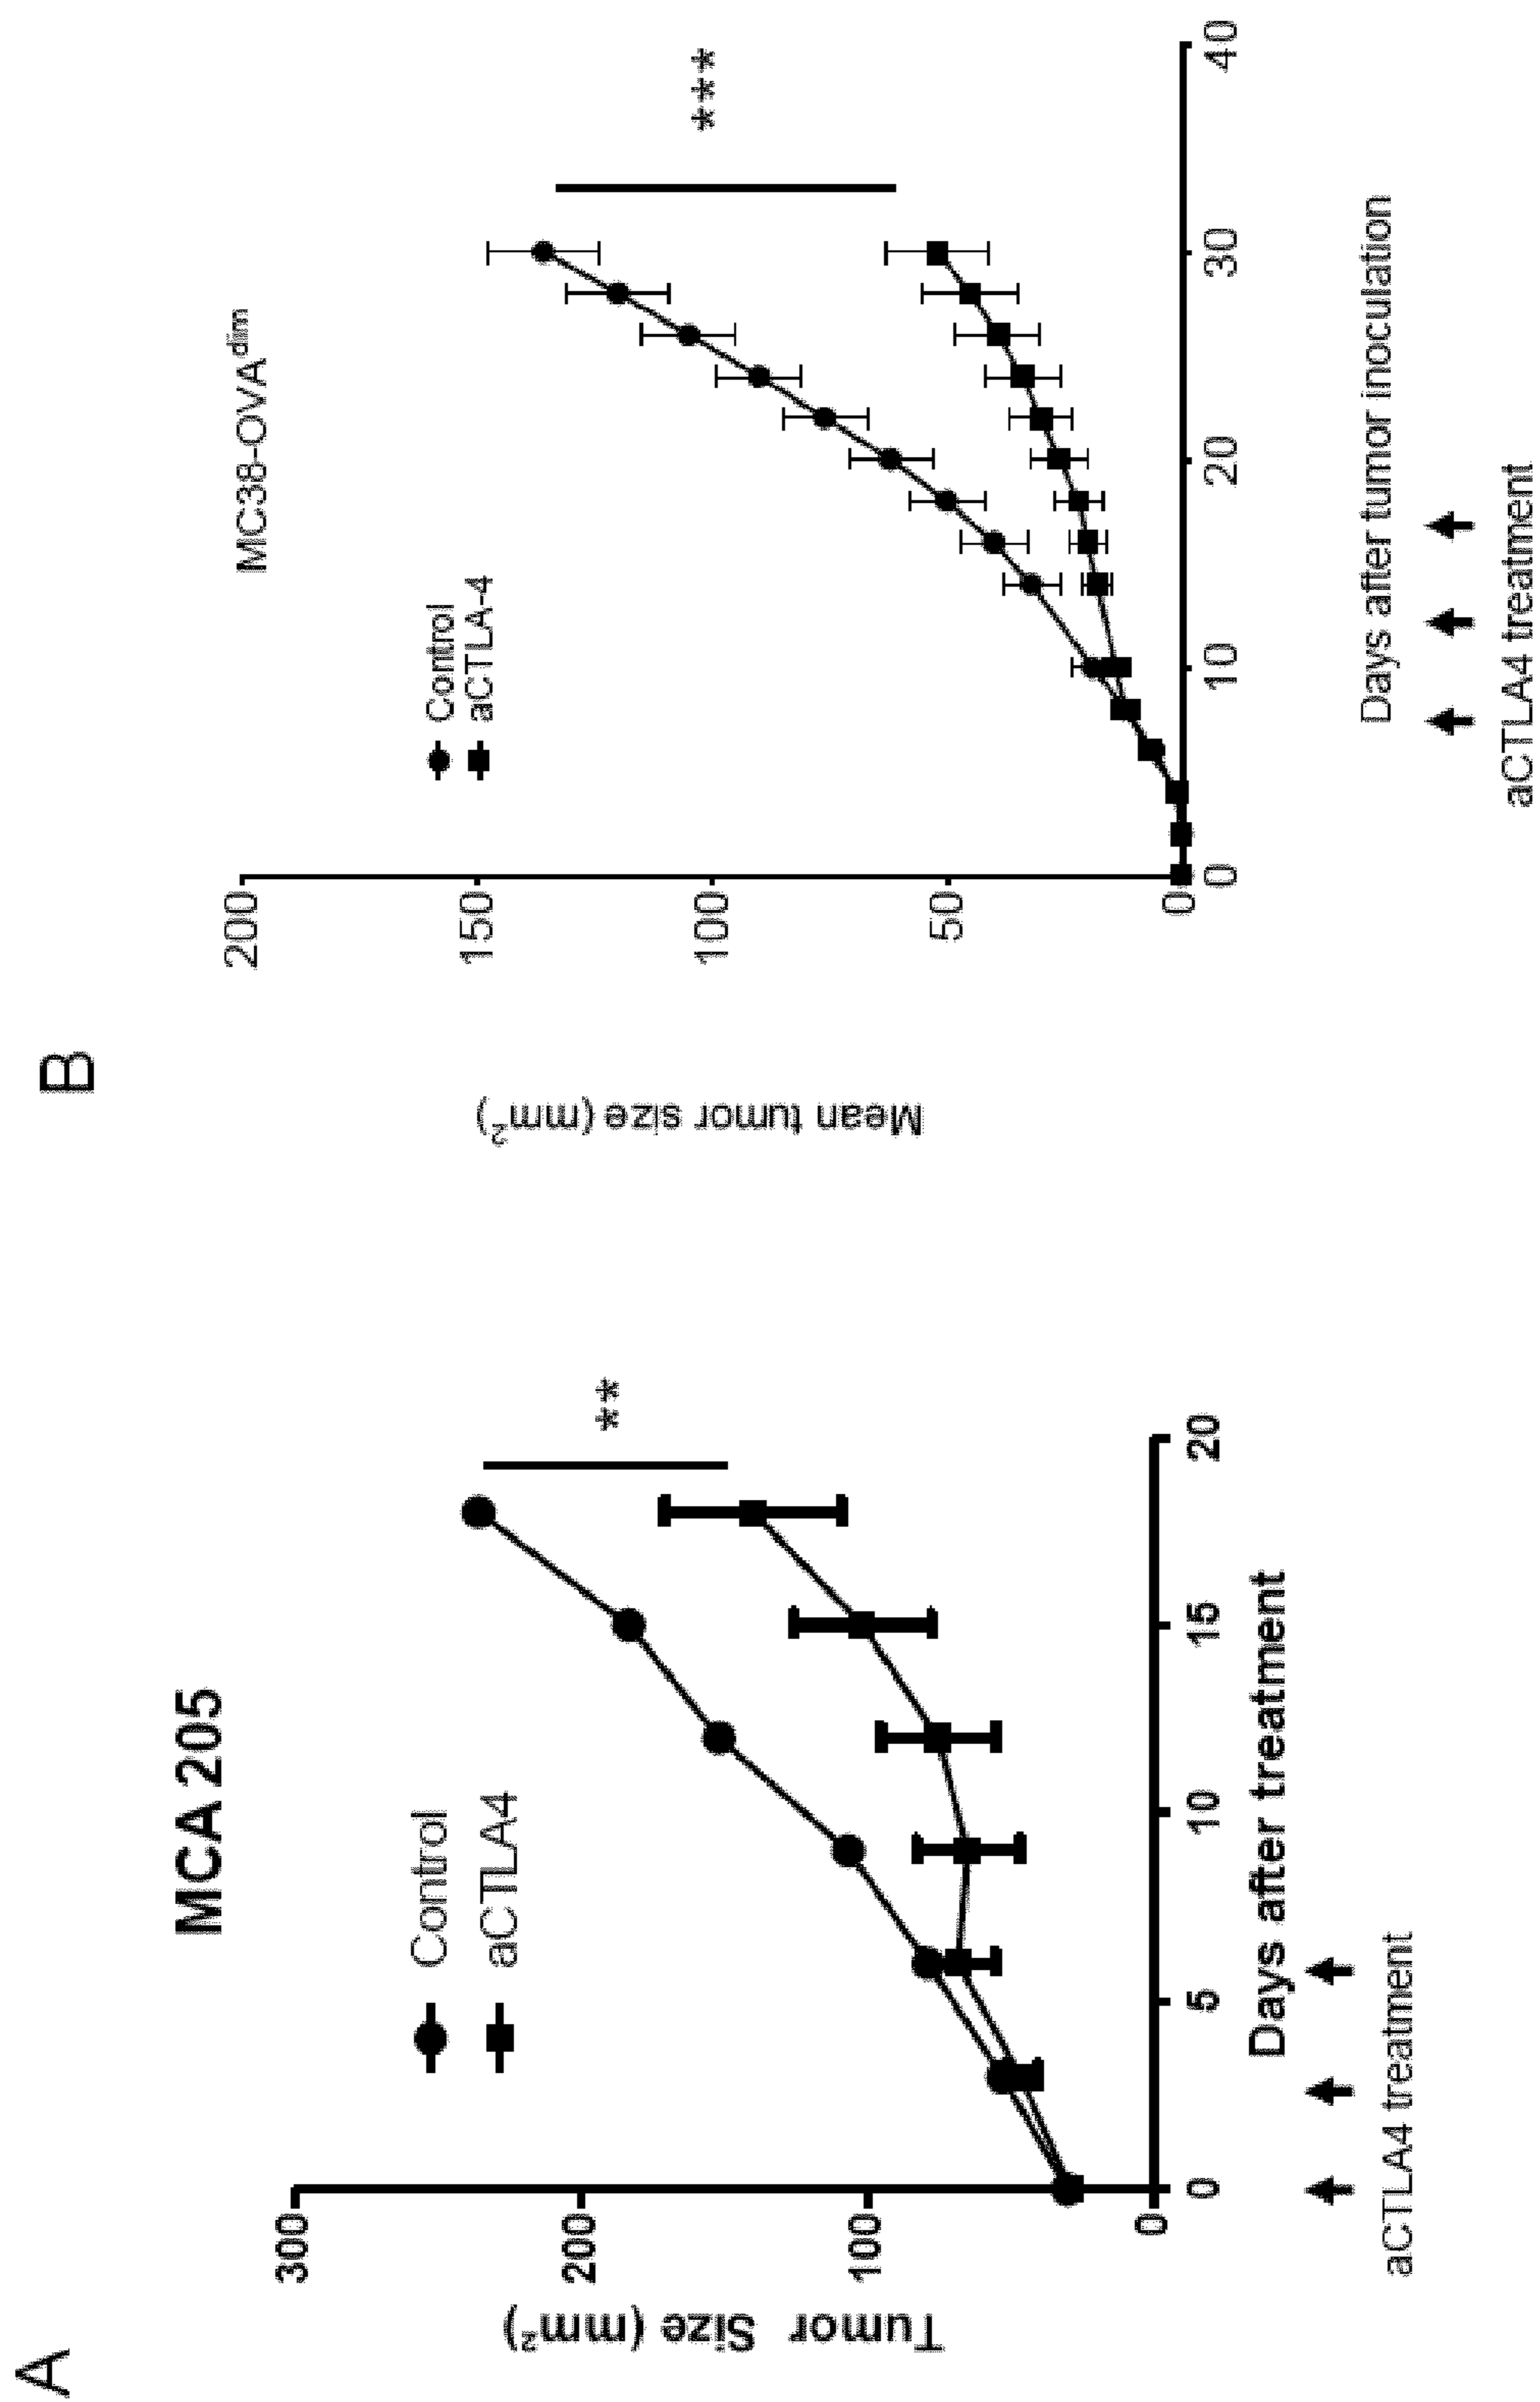 A
MCA 205
Control
aCTLA4
**
300
200
100
0
Tumor Size (mm²)
0 5 10 15 20
Days after treatment
aCTLA4 treatment
B
MC38-OVAdim
Control
aCTLA-4
***
200
150
100
50
0
Mean tumor size (mm²)
0 10 20 30 40
Days after tumor inoculation
aCTLA4 treatment